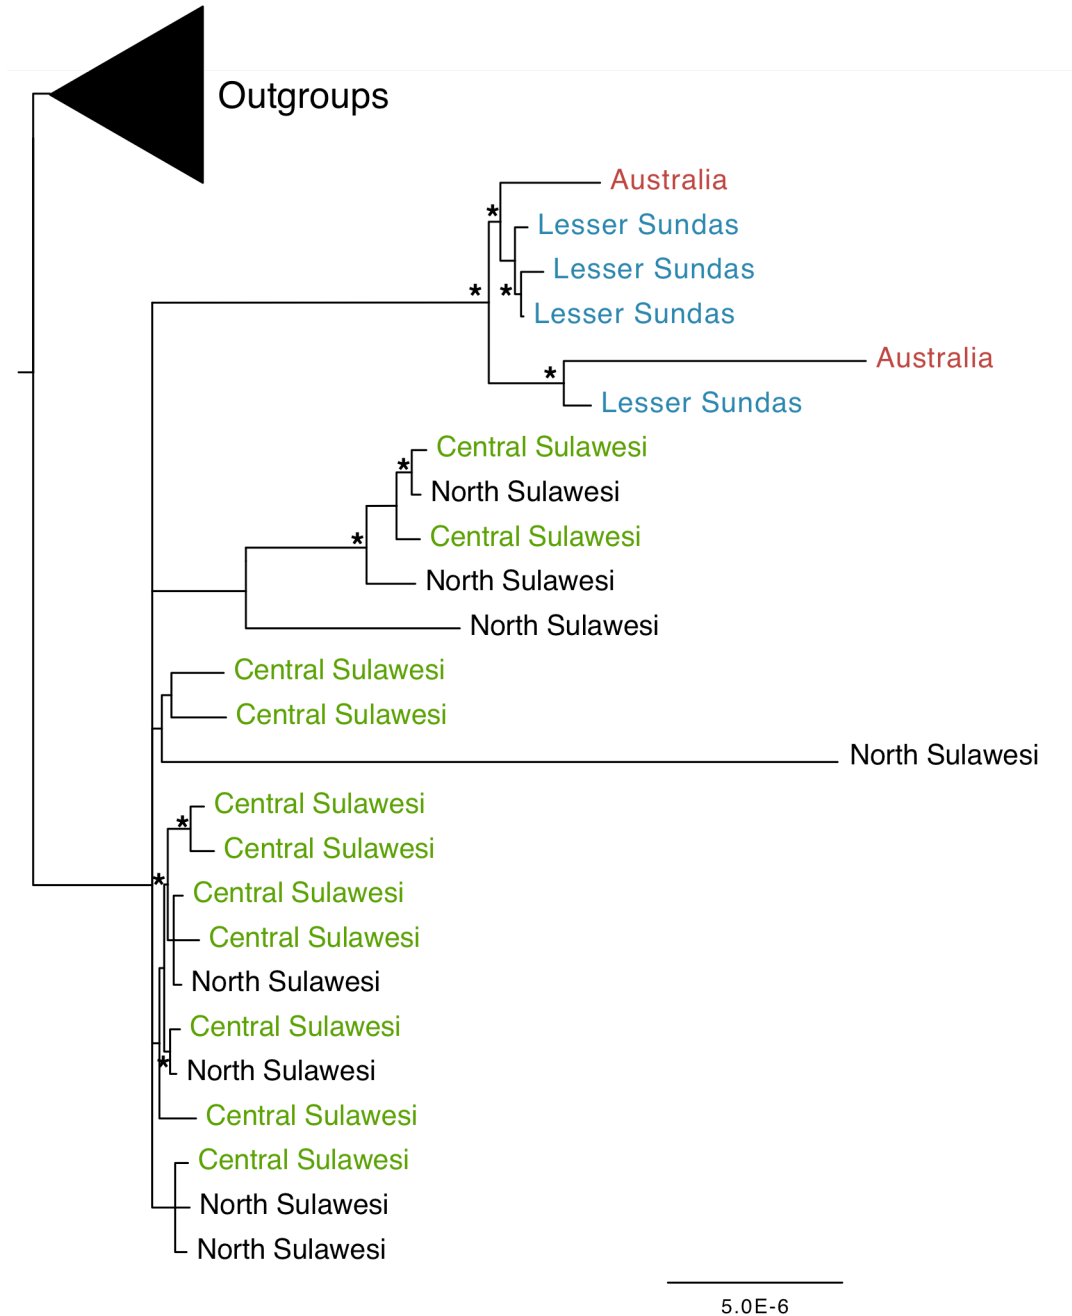 Outgroups
* Australia
Lesser Sundas
Lesser Sundas
* *
Lesser Sundas
Australia
*
Lesser Sundas
Central Sulawesi
*
North Sulawesi
Central Sulawesi
*
North Sulawesi
North Sulawesi
Central Sulawesi
Central Sulawesi
North Sulawesi
Central Sulawesi
*
Central Sulawesi
*
Central Sulawesi
Central Sulawesi
North Sulawesi
Central Sulawesi
*
North Sulawesi
Central Sulawesi
Central Sulawesi
North Sulawesi
North Sulawesi
5.0E-6